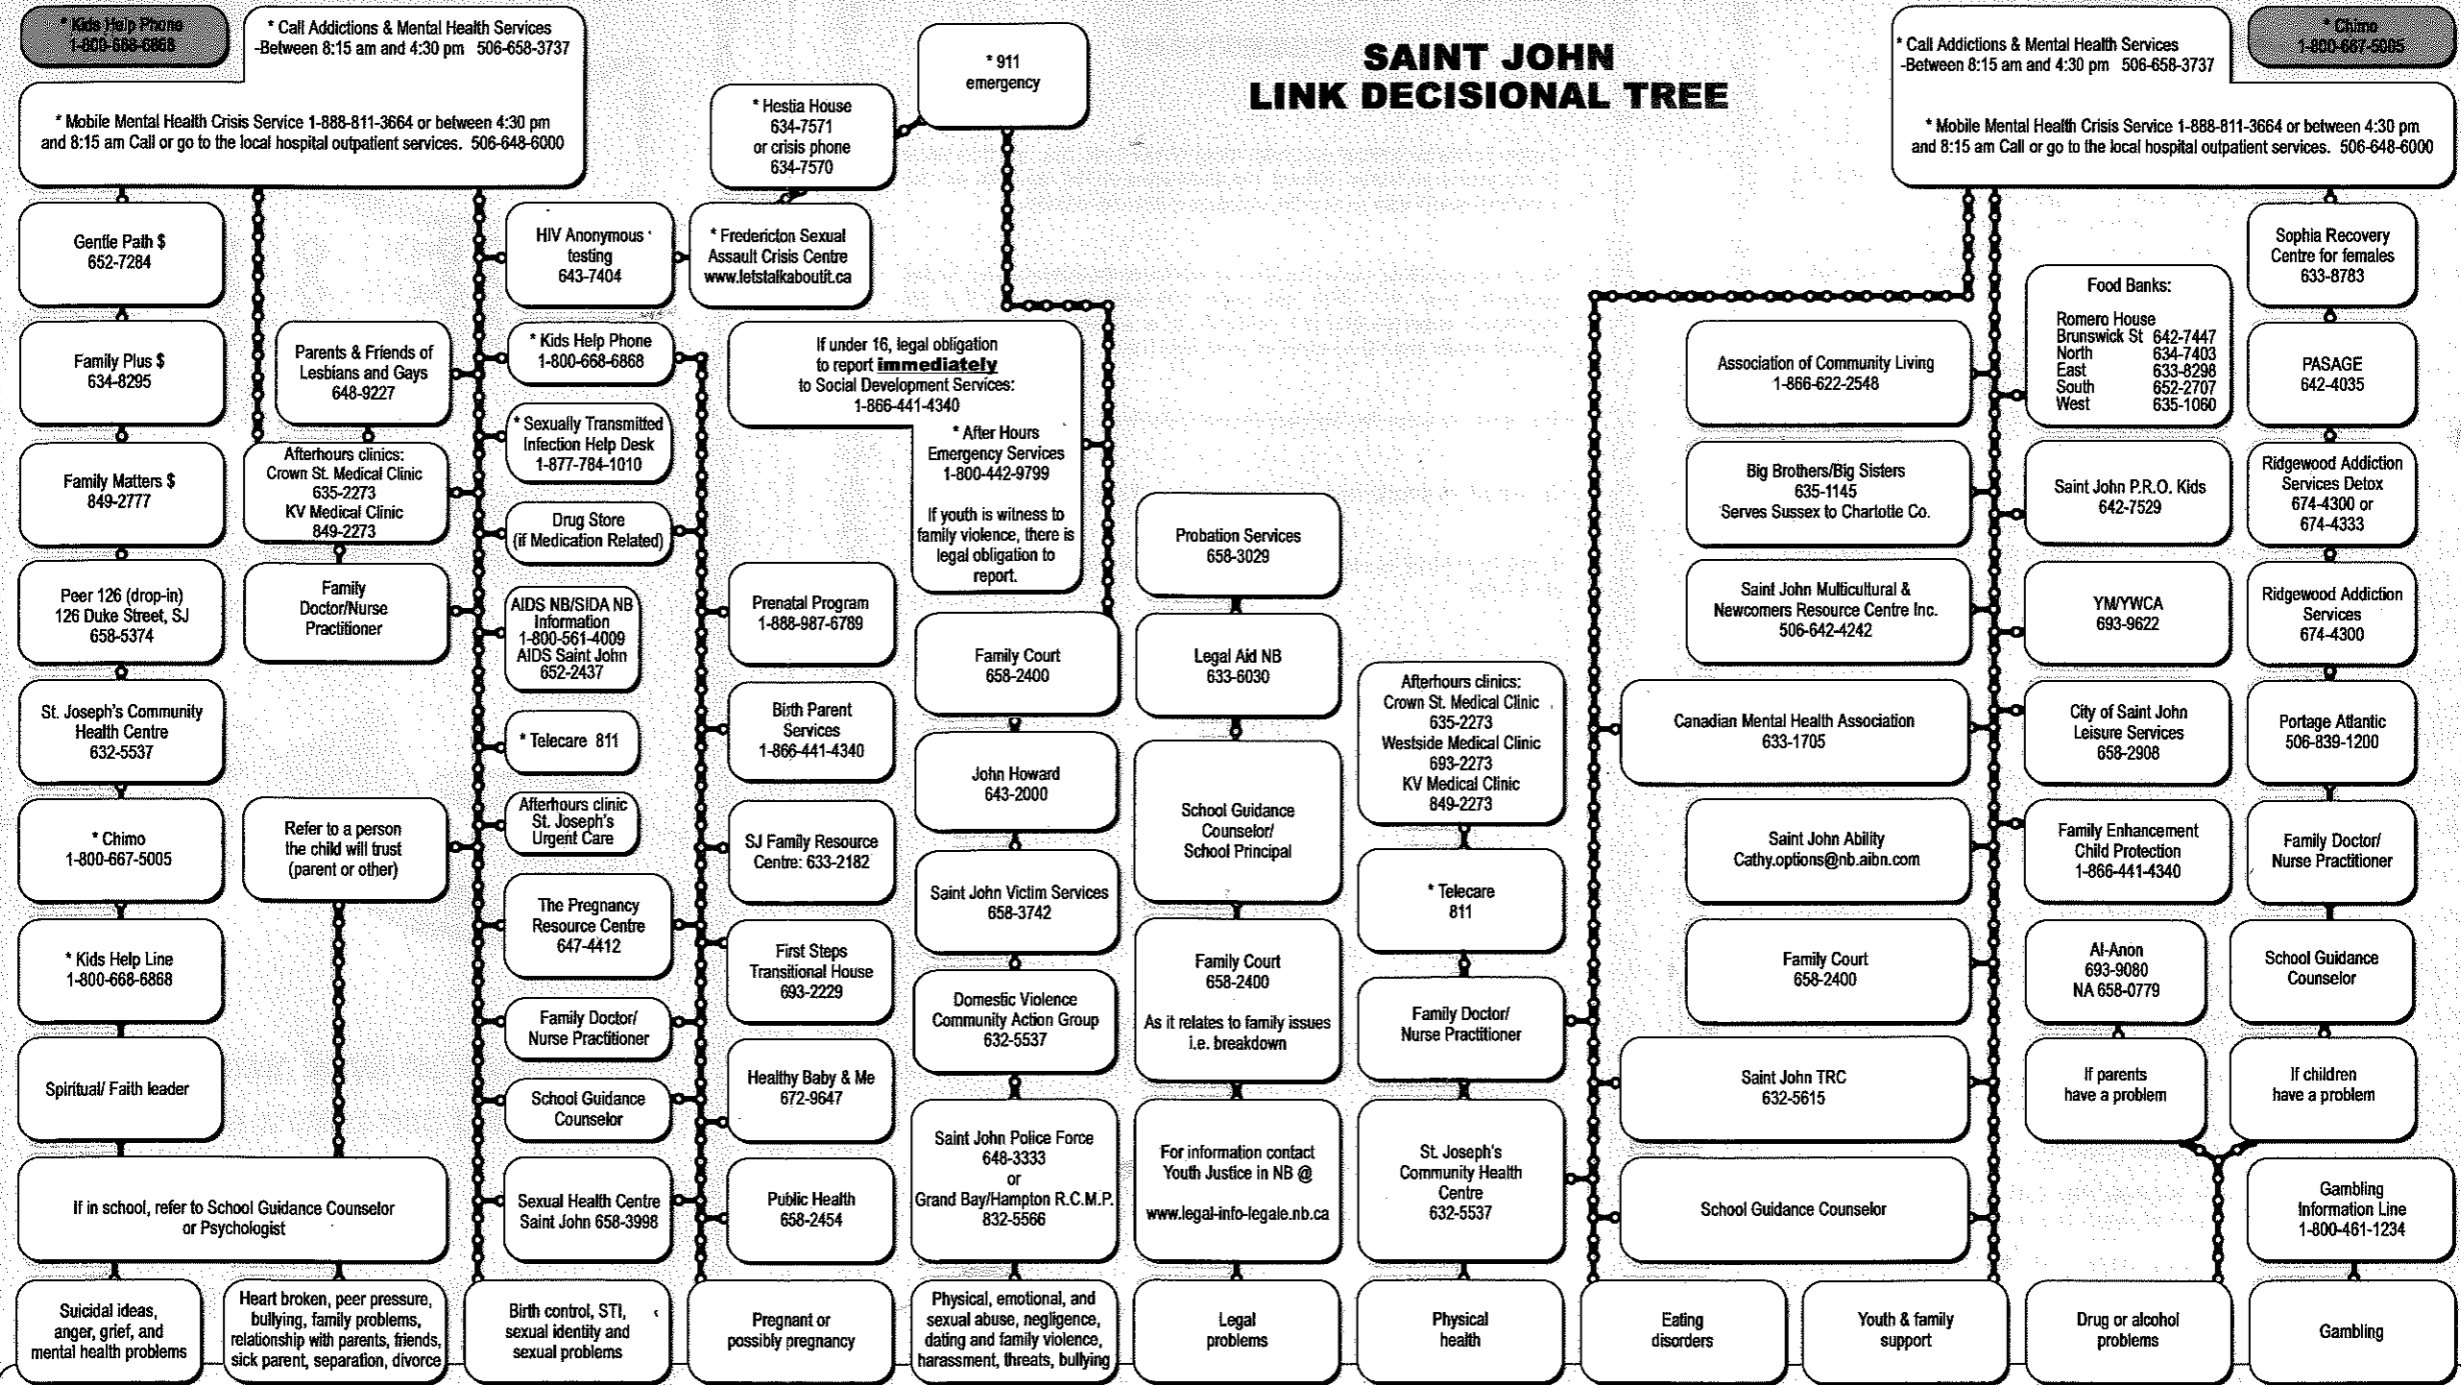 SAINT JOHN
LINK DECISIONAL TREE
* Kids Help Phone
1-800-668-6868
* Call Addictions & Mental Health Services
-Between 8:15 am and 4:30 pm 506-658-3737
* Mobile Mental Health Crisis Service 1-888-811-3664 or between 4:30 pm
and 8:15 am Call or go to the local hospital outpatient services. 506-648-6000
* 911
emergency
* Hestia House
634-7571
or crisis phone
634-7570
* Call Addictions & Mental Health Services
-Between 8:15 am and 4:30 pm 506-658-3737
* Mobile Mental Health Crisis Service 1-888-811-3664 or between 4:30 pm
and 8:15 am Call or go to the local hospital outpatient services. 506-648-6000
* Chimo
1-800-667-5005
Gentle Path $
652-7284
Family Plus $
634-8295
Family Matters $
849-2777
Peer 126 (drop-in)
126 Duke Street, SJ
658-5374
St. Joseph's Community
Health Centre
632-5537
* Chimo
1-800-667-5005
* Kids Help Line
1-800-668-6868
Spiritual/ Faith leader
If in school, refer to School Guidance Counselor
or Psychologist
Suicidal ideas,
anger, grief, and
mental health problems
Parents & Friends of
Lesbians and Gays
648-9227
Afterhours clinics:
Crown St. Medical Clinic
635-2273
KV Medical Clinic
849-2273
Family
Doctor/Nurse
Practitioner
Refer to a person
the child will trust
(parent or other)
Heart broken, peer pressure,
bullying, family problems,
relationship with parents, friends,
sick parent, separation, divorce
HIV Anonymous
testing
643-7404
* Fredericton Sexual
Assault Crisis Centre
www.letstalkaboutit.ca
* Kids Help Phone
1-800-668-6868
* Sexually Transmitted
Infection Help Desk
1-877-784-1010
Drug Store
(if Medication Related)
AIDS NB/SIDA NB
Information
1-800-561-4009
AIDS Saint John
652-2437
* Telecare 811
Afterhours clinic
St. Joseph's
Urgent Care
The Pregnancy
Resource Centre
647-4412
Family Doctor/
Nurse Practitioner
School Guidance
Counselor
Sexual Health Centre
Saint John 658-3998
Birth control, STI,
sexual identity and
sexual problems
Prenatal Program
1-888-987-6789
Birth Parent
Services
1-866-441-4340
SJ Family Resource
Centre: 633-2182
First Steps
Transitional House
693-2229
Healthy Baby & Me
672-9647
Public Health
658-2454
Pregnant or
possibly pregnancy
If under 16, legal obligation
to report immediately
to Social Development Services:
1-866-441-4340
* After Hours
Emergency Services
1-800-442-9799
If youth is witness to
family violence, there is
legal obligation to
report.
Family Court
658-2400
John Howard
643-2000
Saint John Victim Services
658-3742
Domestic Violence
Community Action Group
632-5537
Saint John Police Force
648-3333
or
Grand Bay/Hampton R.C.M.P.
832-5566
Physical, emotional, and
sexual abuse, negligence,
dating and family violence,
harassment, threats, bullying
Probation Services
658-3029
Legal Aid NB
633-6030
School Guidance
Counselor/
School Principal
Family Court
658-2400
As it relates to family issues
i.e. breakdown
For information contact
Youth Justice in NB @
www.legal-info-legale.nb.ca
Legal
problems
Afterhours clinics:
Crown St. Medical Clinic
635-2273
Westside Medical Clinic
693-2273
KV Medical Clinic
849-2273
* Telecare
811
Family Doctor/
Nurse Practitioner
St. Joseph's
Community Health
Centre
632-5537
Physical
health
Association of Community Living
1-866-622-2548
Big Brothers/Big Sisters
635-1145
Serves Sussex to Charlotte Co.
Saint John Multicultural &
Newcomers Resource Centre Inc.
506-642-4242
Canadian Mental Health Association
633-1705
Saint John Ability
Cathy.options@nb.aibn.com
Family Court
658-2400
Saint John TRC
632-5615
School Guidance Counselor
Eating
disorders
Youth & family
support
Food Banks:
Romero House
Brunswick St 642-7447
North 634-7403
East 633-8298
South 652-2707
West 635-1060
Saint John P.R.O. Kids
642-7529
YM/YWCA
693-9622
City of Saint John
Leisure Services
658-2908
Family Enhancement
Child Protection
1-866-441-4340
Al-Anon
693-9080
NA 658-0779
If parents
have a problem
Drug or alcohol
problems
Sophia Recovery
Centre for females
633-8783
PASAGE
642-4035
Ridgewood Addiction
Services Detox
674-4300 or
674-4333
Ridgewood Addiction
Services
674-4300
Portage Atlantic
506-839-1200
Family Doctor/
Nurse Practitioner
School Guidance
Counselor
If children
have a problem
Gambling
Information Line
1-800-461-1234
Gambling